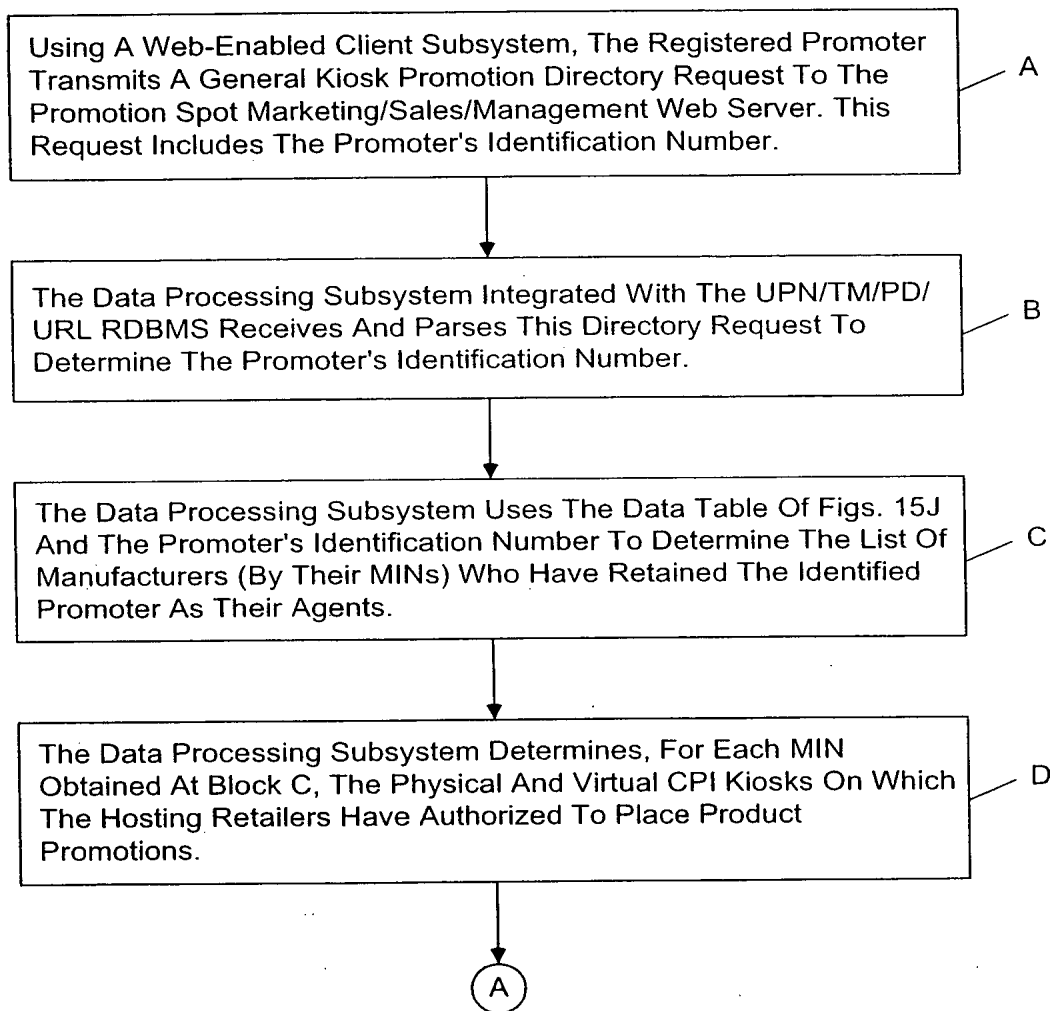 Using A Web-Enabled Client Subsystem, The Registered Promoter
Transmits A General Kiosk Promotion Directory Request To The
Promotion Spot Marketing/Sales/Management Web Server. This
Request Includes The Promoter's Identification Number.
A
The Data Processing Subsystem Integrated With The UPN/TM/PD/
URL RDBMS Receives And Parses This Directory Request To
Determine The Promoter's Identification Number.
B
The Data Processing Subsystem Uses The Data Table Of Figs. 15J
And The Promoter's Identification Number To Determine The List Of
Manufacturers (By Their MINs) Who Have Retained The Identified
Promoter As Their Agents.
C
The Data Processing Subsystem Determines, For Each MIN
Obtained At Block C, The Physical And Virtual CPI Kiosks On Which
The Hosting Retailers Have Authorized To Place Product
Promotions.
D
A